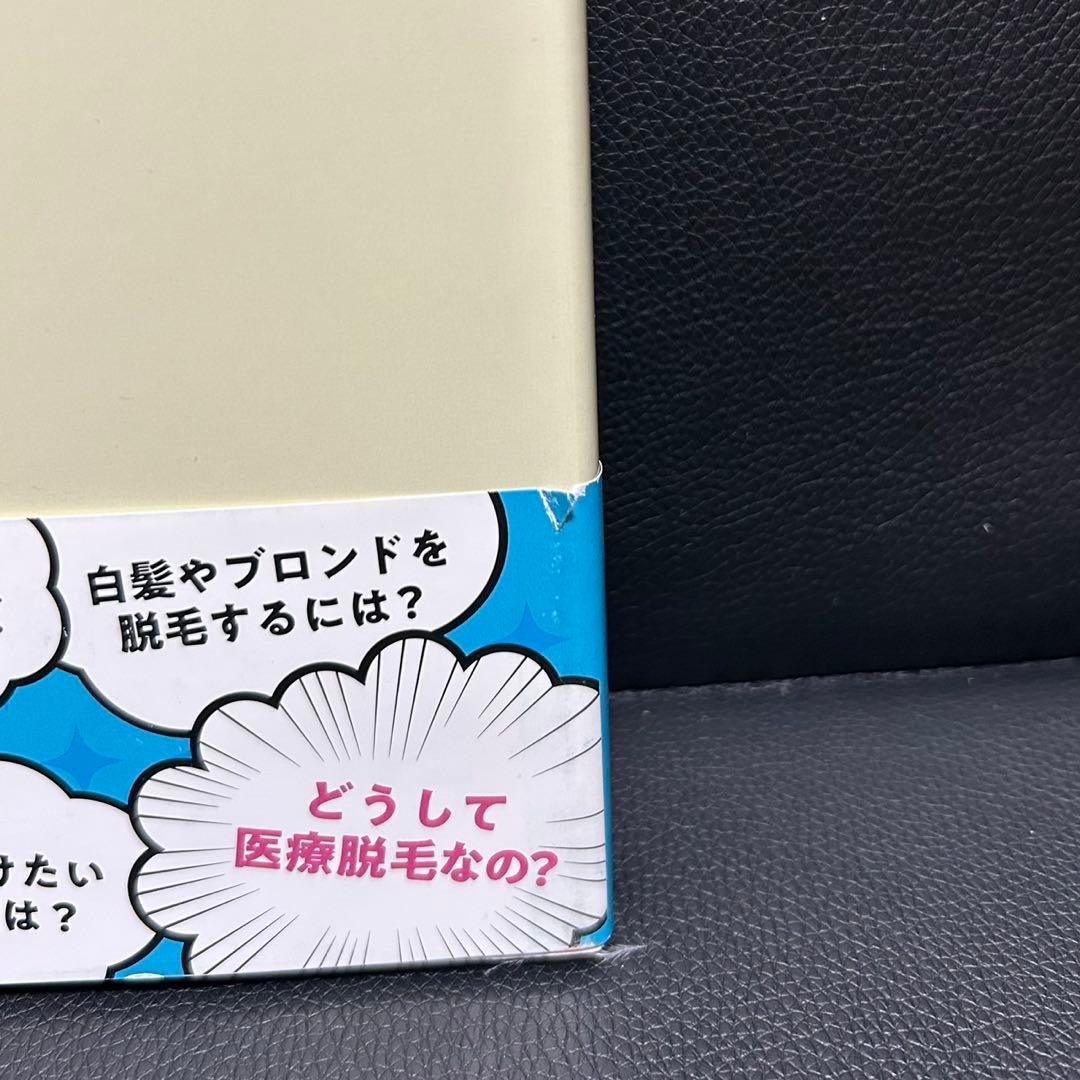 白髪やブロンドを
脱毛するには？
どうして
医療脱毛なの？
けたい
は？